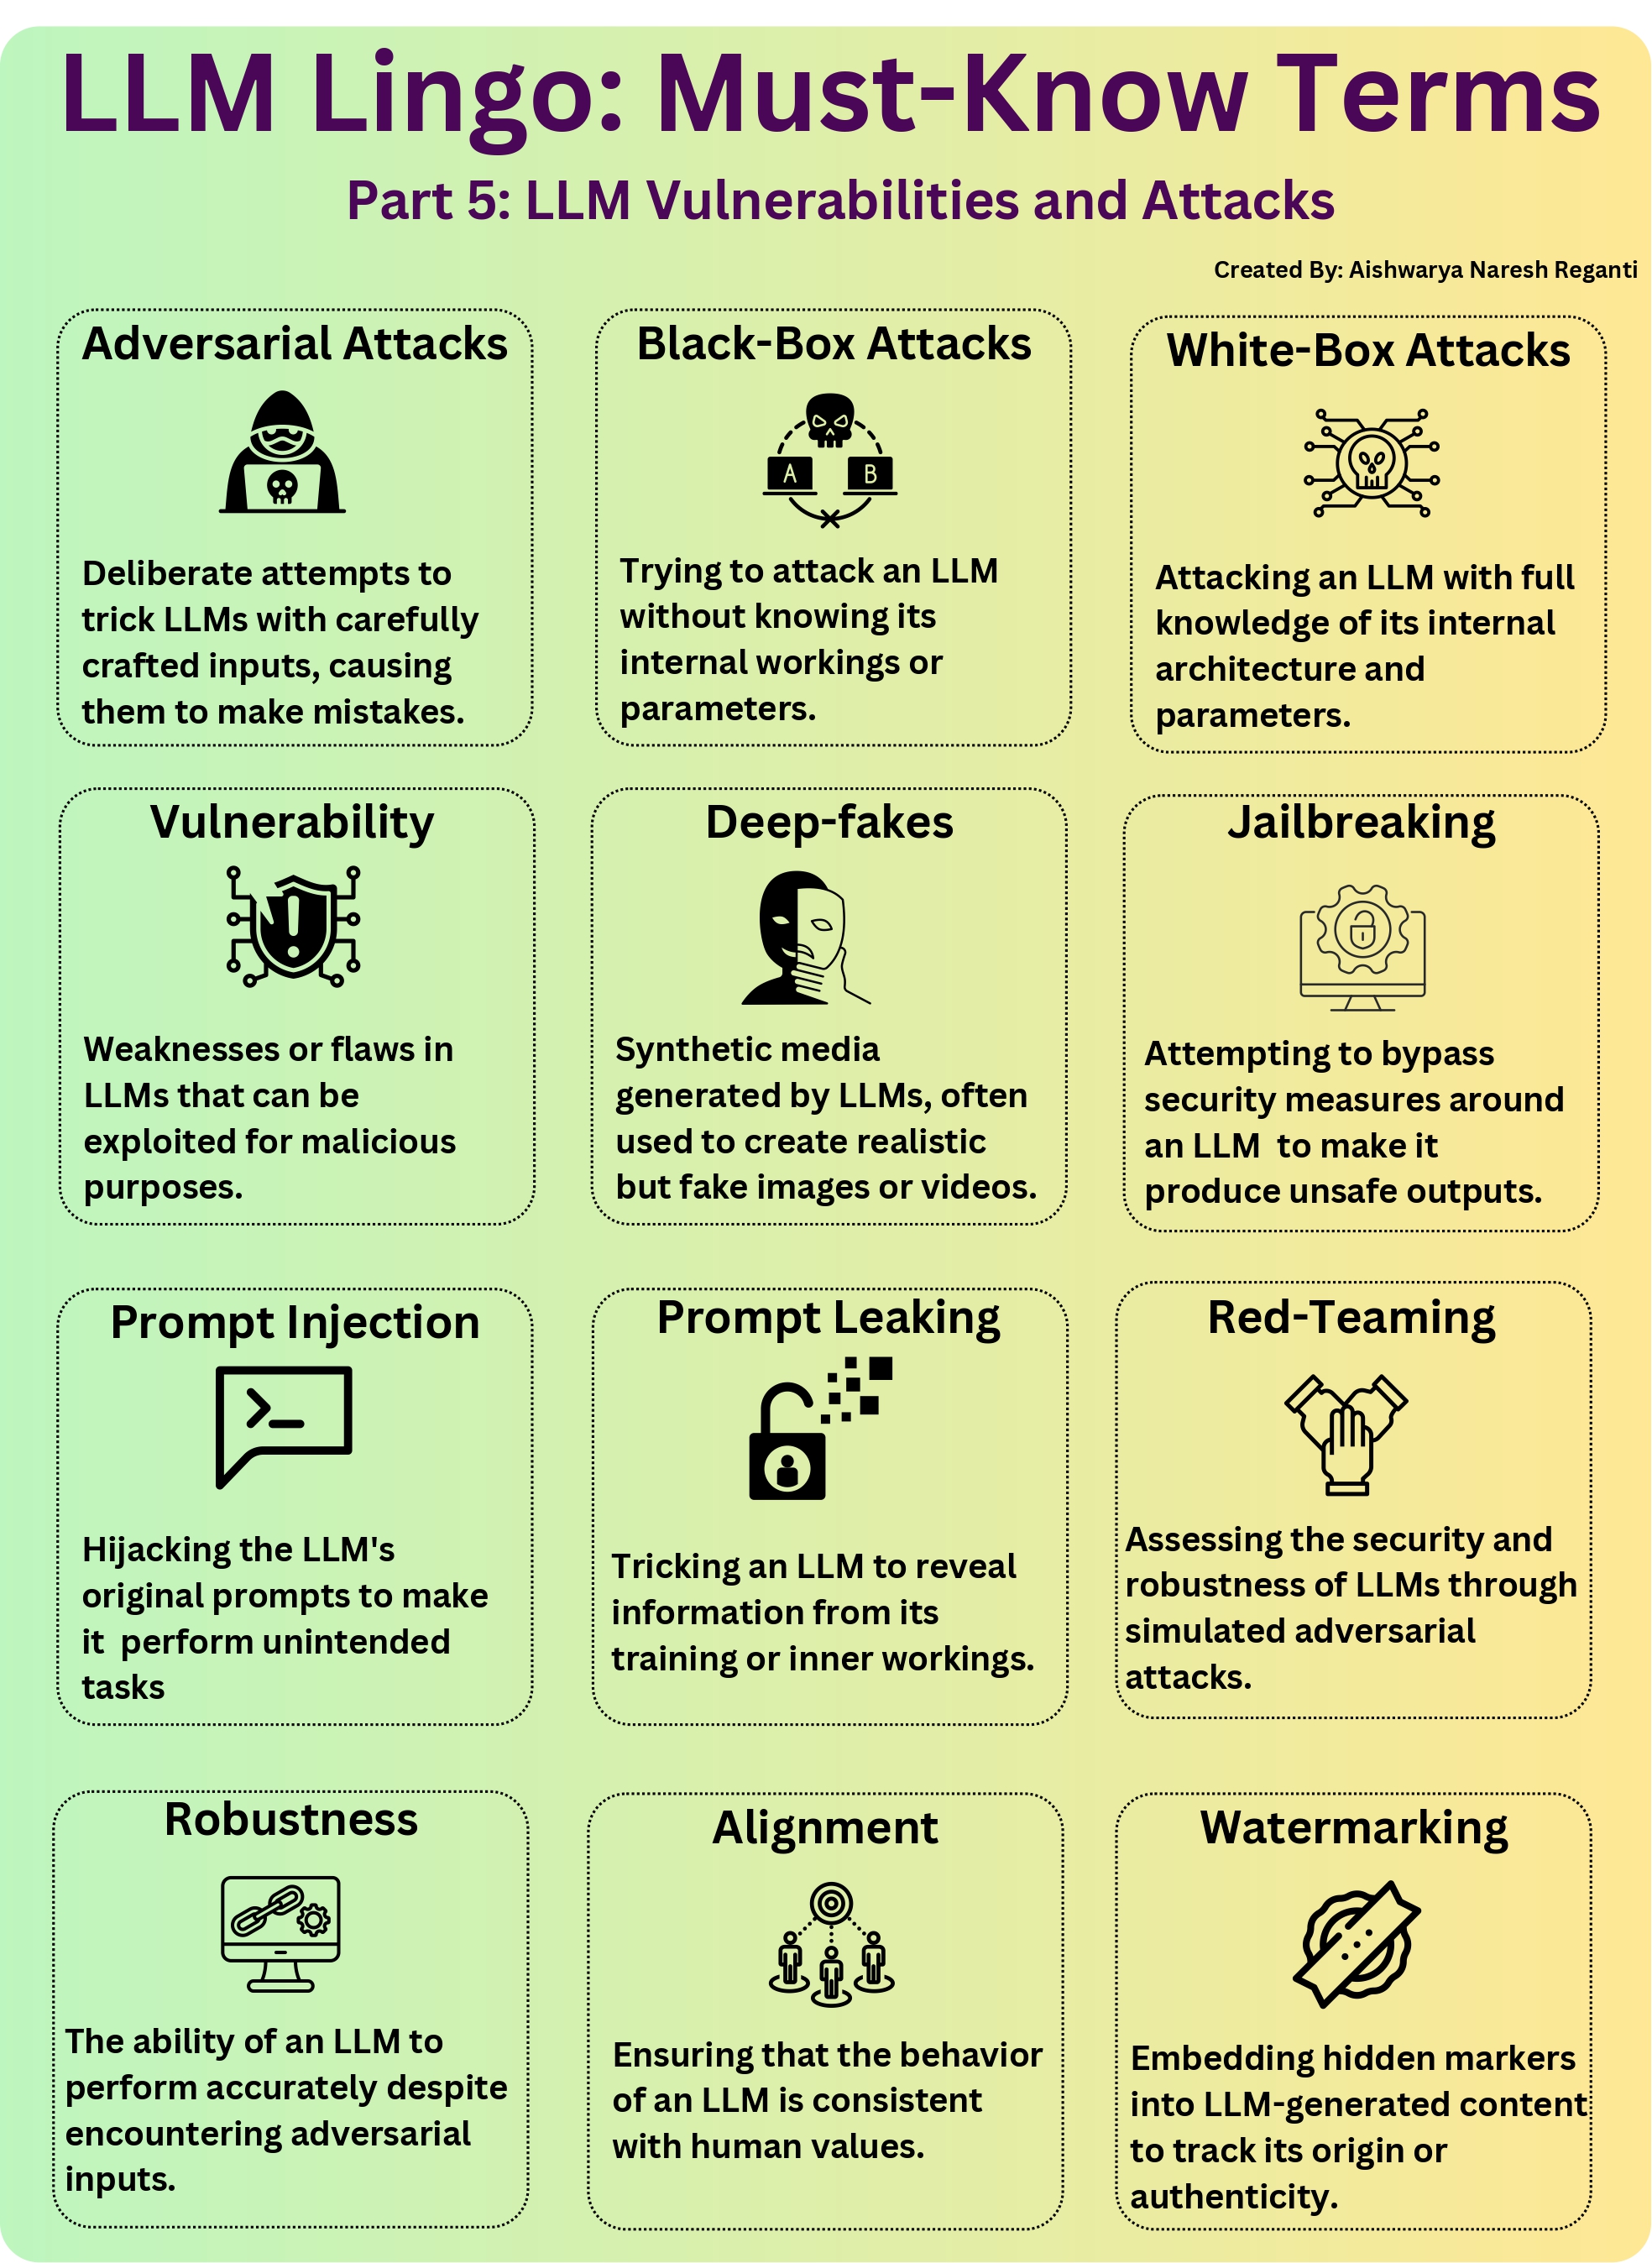 LLM Lingo: Must-Know Terms
Part 5: LLM Vulnerabilities and Attacks
Created By: Aishwarya Naresh Reganti
Adversarial Attacks
Deliberate attempts to
trick LLMs with carefully
crafted inputs, causing
them to make mistakes.
Black-Box Attacks
A
B
Trying to attack an LLM
without knowing its
internal workings or
parameters.
White-Box Attacks
Attacking an LLM with full
knowledge of its internal
architecture and
parameters.
Vulnerability
Weaknesses or flaws in
LLMs that can be
exploited for malicious
purposes.
Deep-fakes
Synthetic media
generated by LLMs, often
used to create realistic
but fake images or videos.
Jailbreaking
Attempting to bypass
security measures around
an LLM  to make it
produce unsafe outputs.
Prompt Injection
Hijacking the LLM's
original prompts to make
it  perform unintended
tasks
Prompt Leaking
Tricking an LLM to reveal
information from its
training or inner workings.
Red-Teaming
Assessing the security and
robustness of LLMs through
simulated adversarial
attacks.
Robustness
The ability of an LLM to
perform accurately despite
encountering adversarial
inputs.
Alignment
Ensuring that the behavior
of an LLM is consistent
with human values.
Watermarking
Embedding hidden markers
into LLM-generated content
to track its origin or
authenticity.